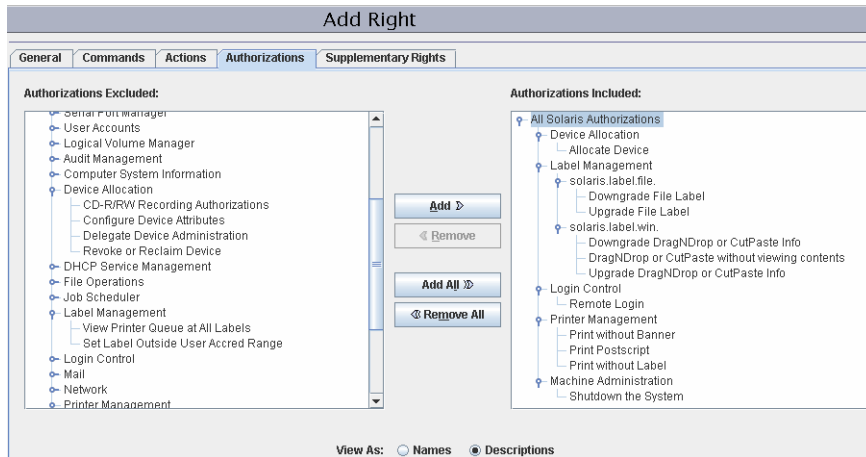 Add Right
General Commands Actions Authorizations Supplementary Rights
Authorizations Excluded:
Serial Port Manager
User Accounts
Logical Volume Manager
Audit Management
Computer System Information
Device Allocation
CD-R/RW Recording Authorizations
Configure Device Attributes
Delegate Device Administration
Revoke or Reclaim Device
DHCP Service Management
File Operations
Job Scheduler
Label Management
View Printer Queue at All Labels
Set Label Outside User Accred Range
Login Control
Mail
Network
Printer Management
Add
Remove
Add All
Remove All
Authorizations Included:
All Solaris Authorizations
Device Allocation
Allocate Device
Label Management
solaris.label.file.
Downgrade File Label
Upgrade File Label
solaris.label.win.
Downgrade DragNDrop or CutPaste Info
DragNDrop or CutPaste without viewing contents
Upgrade DragNDrop or CutPaste Info
Login Control
Remote Login
Printer Management
Print without Banner
Print Postscript
Print without Label
Machine Administration
Shutdown the System
View As: Names Descriptions